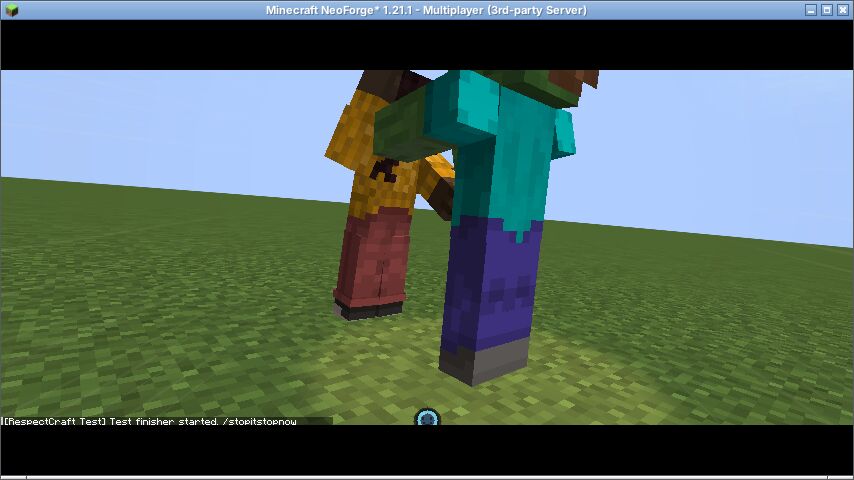 Minecraft NeoForge* 1.21.1 - Multiplayer (3rd-party Server)
[RespectCraft Test] Test finisher started. /stopitstopnow